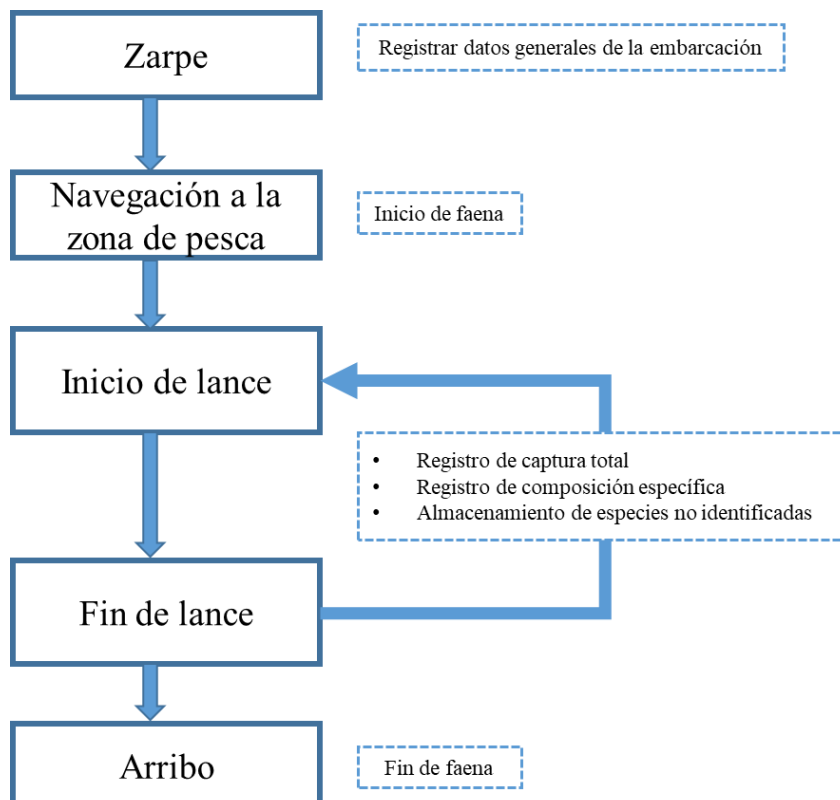 Zarpe
Registrar datos generales de la embarcación
Navegación a la
zona de pesca
Inicio de faena
Inicio de lance
• Registro de captura total
• Registro de composición específica
• Almacenamiento de especies no identificadas
Fin de lance
Arribo
Fin de faena